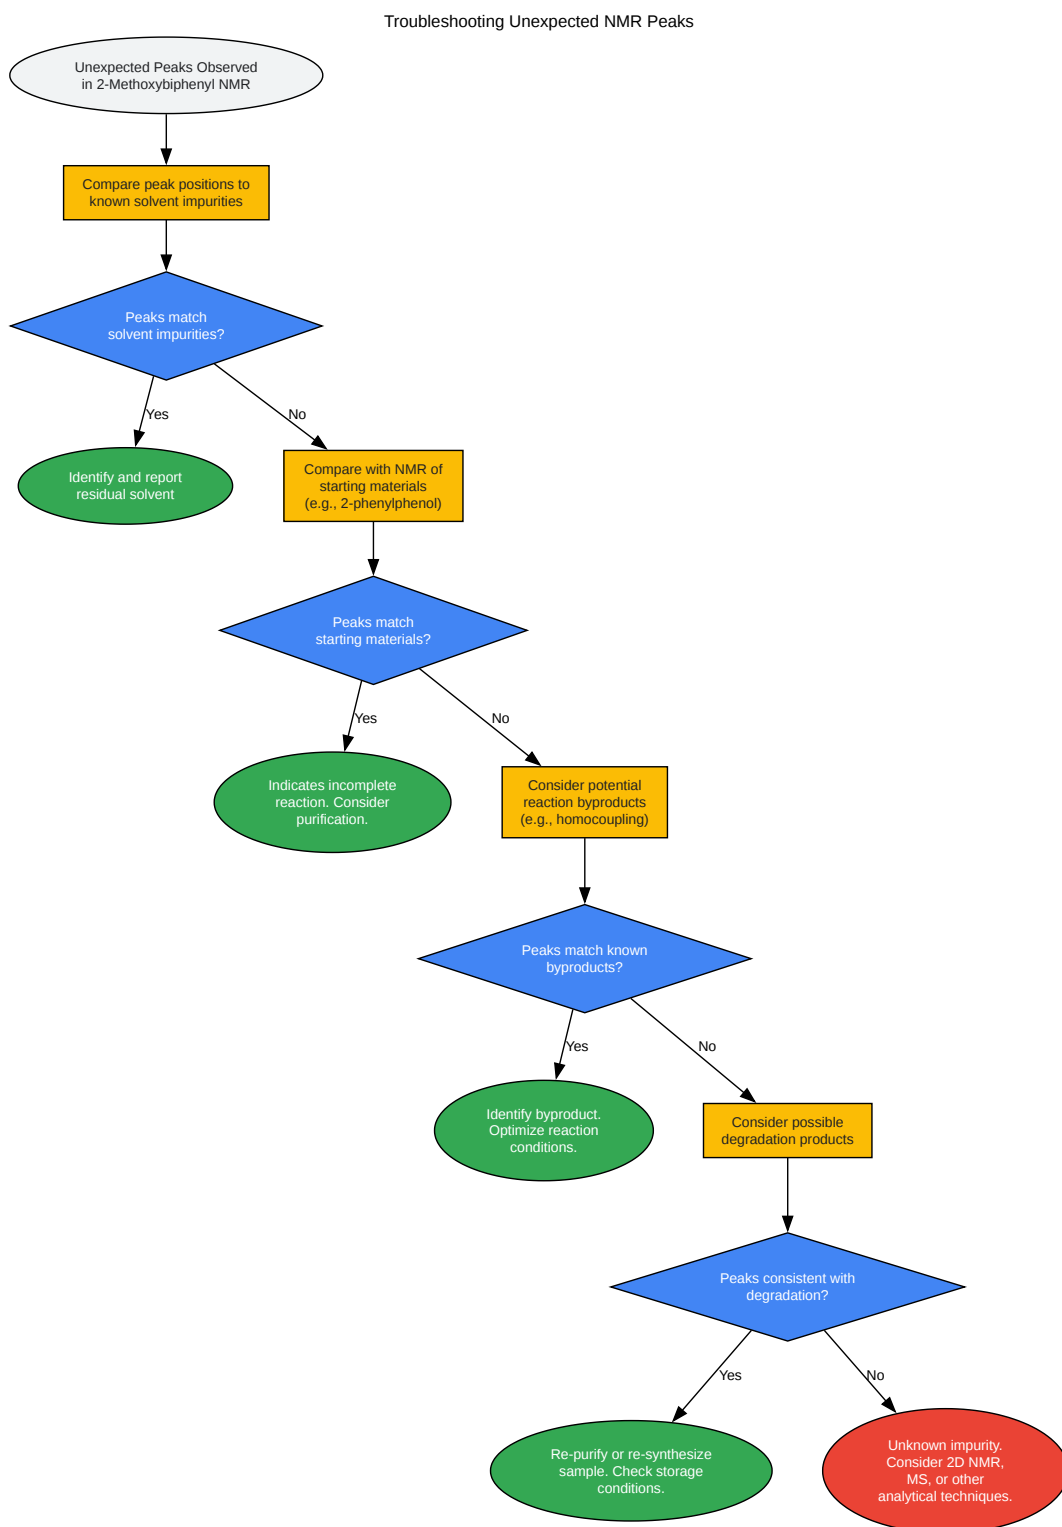 Troubleshooting Unexpected NMR Peaks
Unexpected Peaks Observed
in 2-Methoxybiphenyl NMR
Compare peak positions to
known solvent impurities
Peaks match
solvent impurities?
Yes
No
Identify and report
residual solvent
Compare with NMR of
starting materials
(e.g., 2-phenylphenol)
Peaks match
starting materials?
Yes
No
Indicates incomplete
reaction. Consider
purification.
Consider potential
reaction byproducts
(e.g., homocoupling)
Peaks match known
byproducts?
Yes
No
Identify byproduct.
Optimize reaction
conditions.
Consider possible
degradation products
Peaks consistent with
degradation?
Yes
No
Re-purify or re-synthesize
sample. Check storage
conditions.
Unknown impurity.
Consider 2D NMR,
MS, or other
analytical techniques.